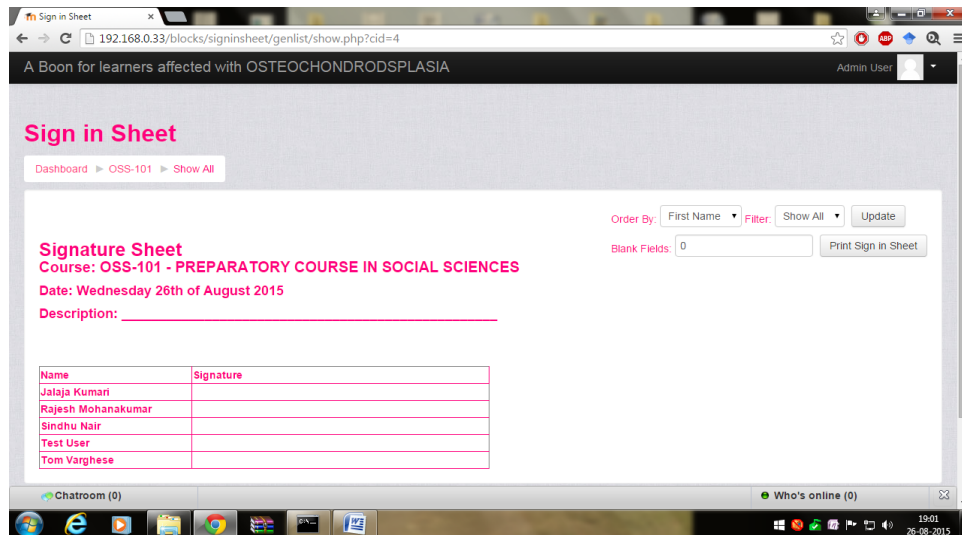 Sign in Sheet
192.168.0.33/blocks/signinsheet/genlist/show.php?cid=4
ABP
A Boon for learners affected with OSTEOCHONDRODSPLASIA
Admin User
Sign in Sheet
Dashboard ► OSS-101 ► Show All
Order By: First Name Filter: Show All Update
Blank Fields: 0 Print Sign in Sheet
Signature Sheet
Course: OSS-101 - PREPARATORY COURSE IN SOCIAL SCIENCES
Date: Wednesday 26th of August 2015
Description: ____________________________________________________
Name Signature
Jalaja Kumari
Rajesh Mohanakumar
Sindhu Nair
Test User
Tom Varghese
Chatroom (0) Who's online (0)
19:01
26-08-2015